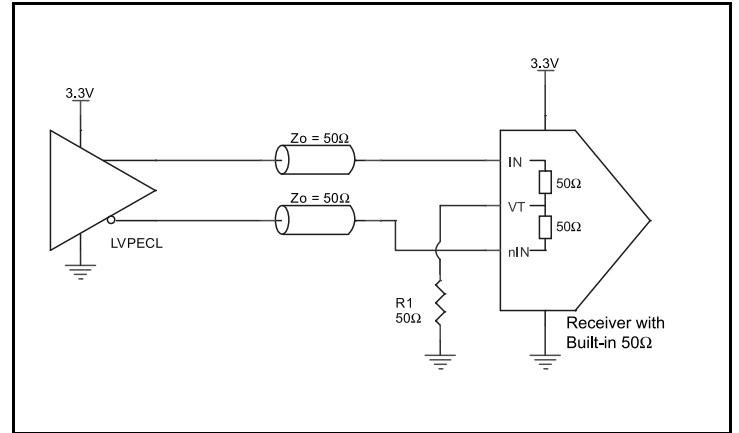 3.3V
3.3V
Zo = 50Ω
IN
50Ω
VT
Zo = 50Ω
50Ω
nIN
LVPECL
R1
50Ω
Receiver with
Built-in 50Ω